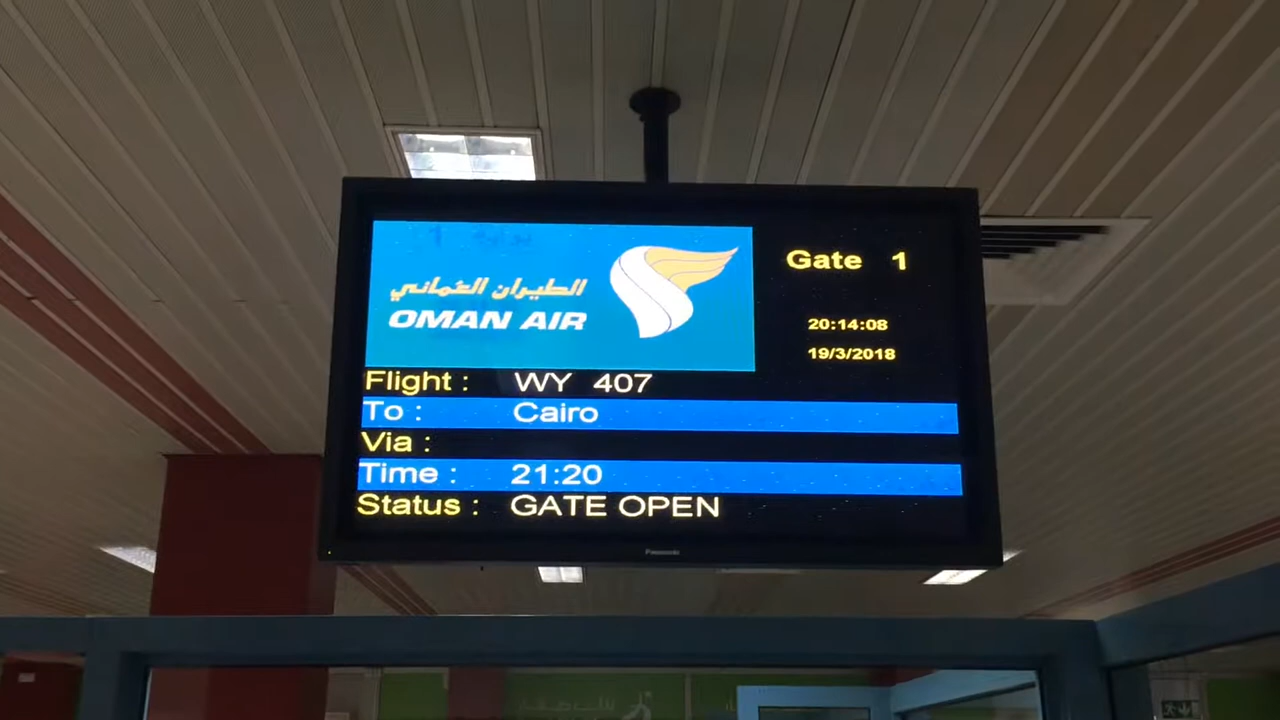 الطيران العماني
OMAN AIR
Gate 1
20:14:08
19/3/2018
Flight : WY 407
To : Cairo
Via :
Time : 21:20
Status : GATE OPEN
Panasonic